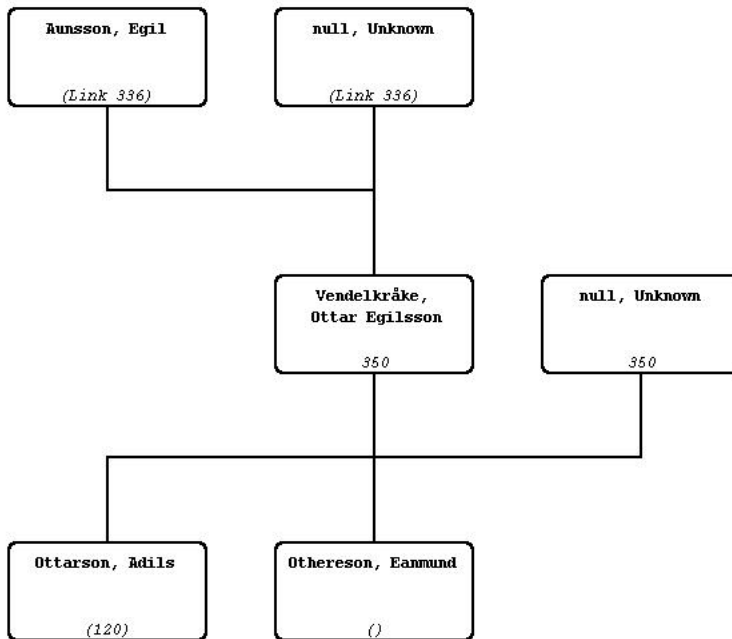 Aunsson, Egil
(Link 336)
null, Unknown
(Link 336)
Vendelkråke,
Ottar Egilsson
350
null, Unknown
350
Ottarson, Adils
(120)
Othereson, Eanmund
()